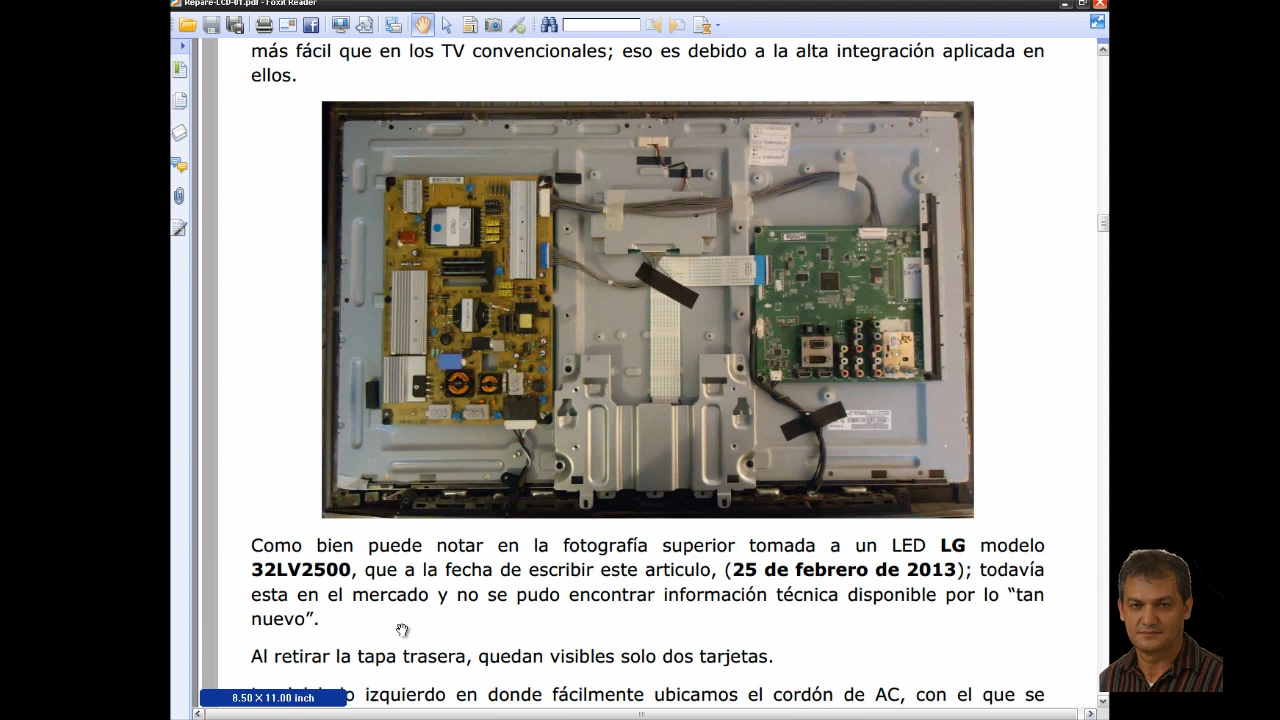 Repare-LCD-01.pdf - Foxit Reader
más fácil que en los TV convencionales; eso es debido a la alta integración aplicada en
ellos.
Como bien puede notar en la fotografía superior tomada a un LED LG modelo
32LV2500, que a la fecha de escribir este articulo, (25 de febrero de 2013); todavía
esta en el mercado y no se pudo encontrar información técnica disponible por lo “tan
nuevo”.
Al retirar la tapa trasera, quedan visibles solo dos tarjetas.
izquierdo en donde fácilmente ubicamos el cordón de AC, con el que se
8.50 X 11.00 inch